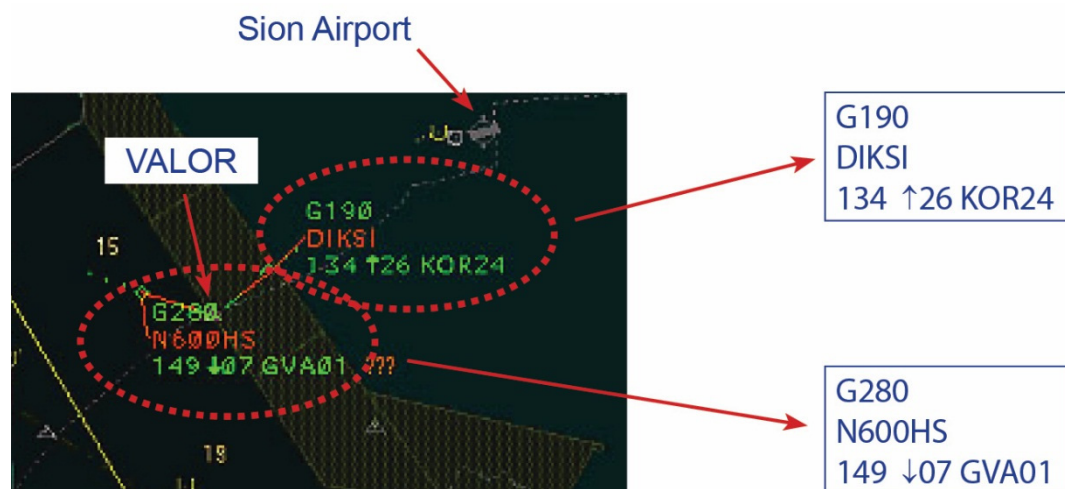 Sion Airport
VALOR
G190
DIKSI
134 ↑26 KOR24
15
G280
N600HS
149 ↓07 GVA01 ???
19
G190
DIKSI
134 ↑26 KOR24
G280
N600HS
149 ↓07 GVA01